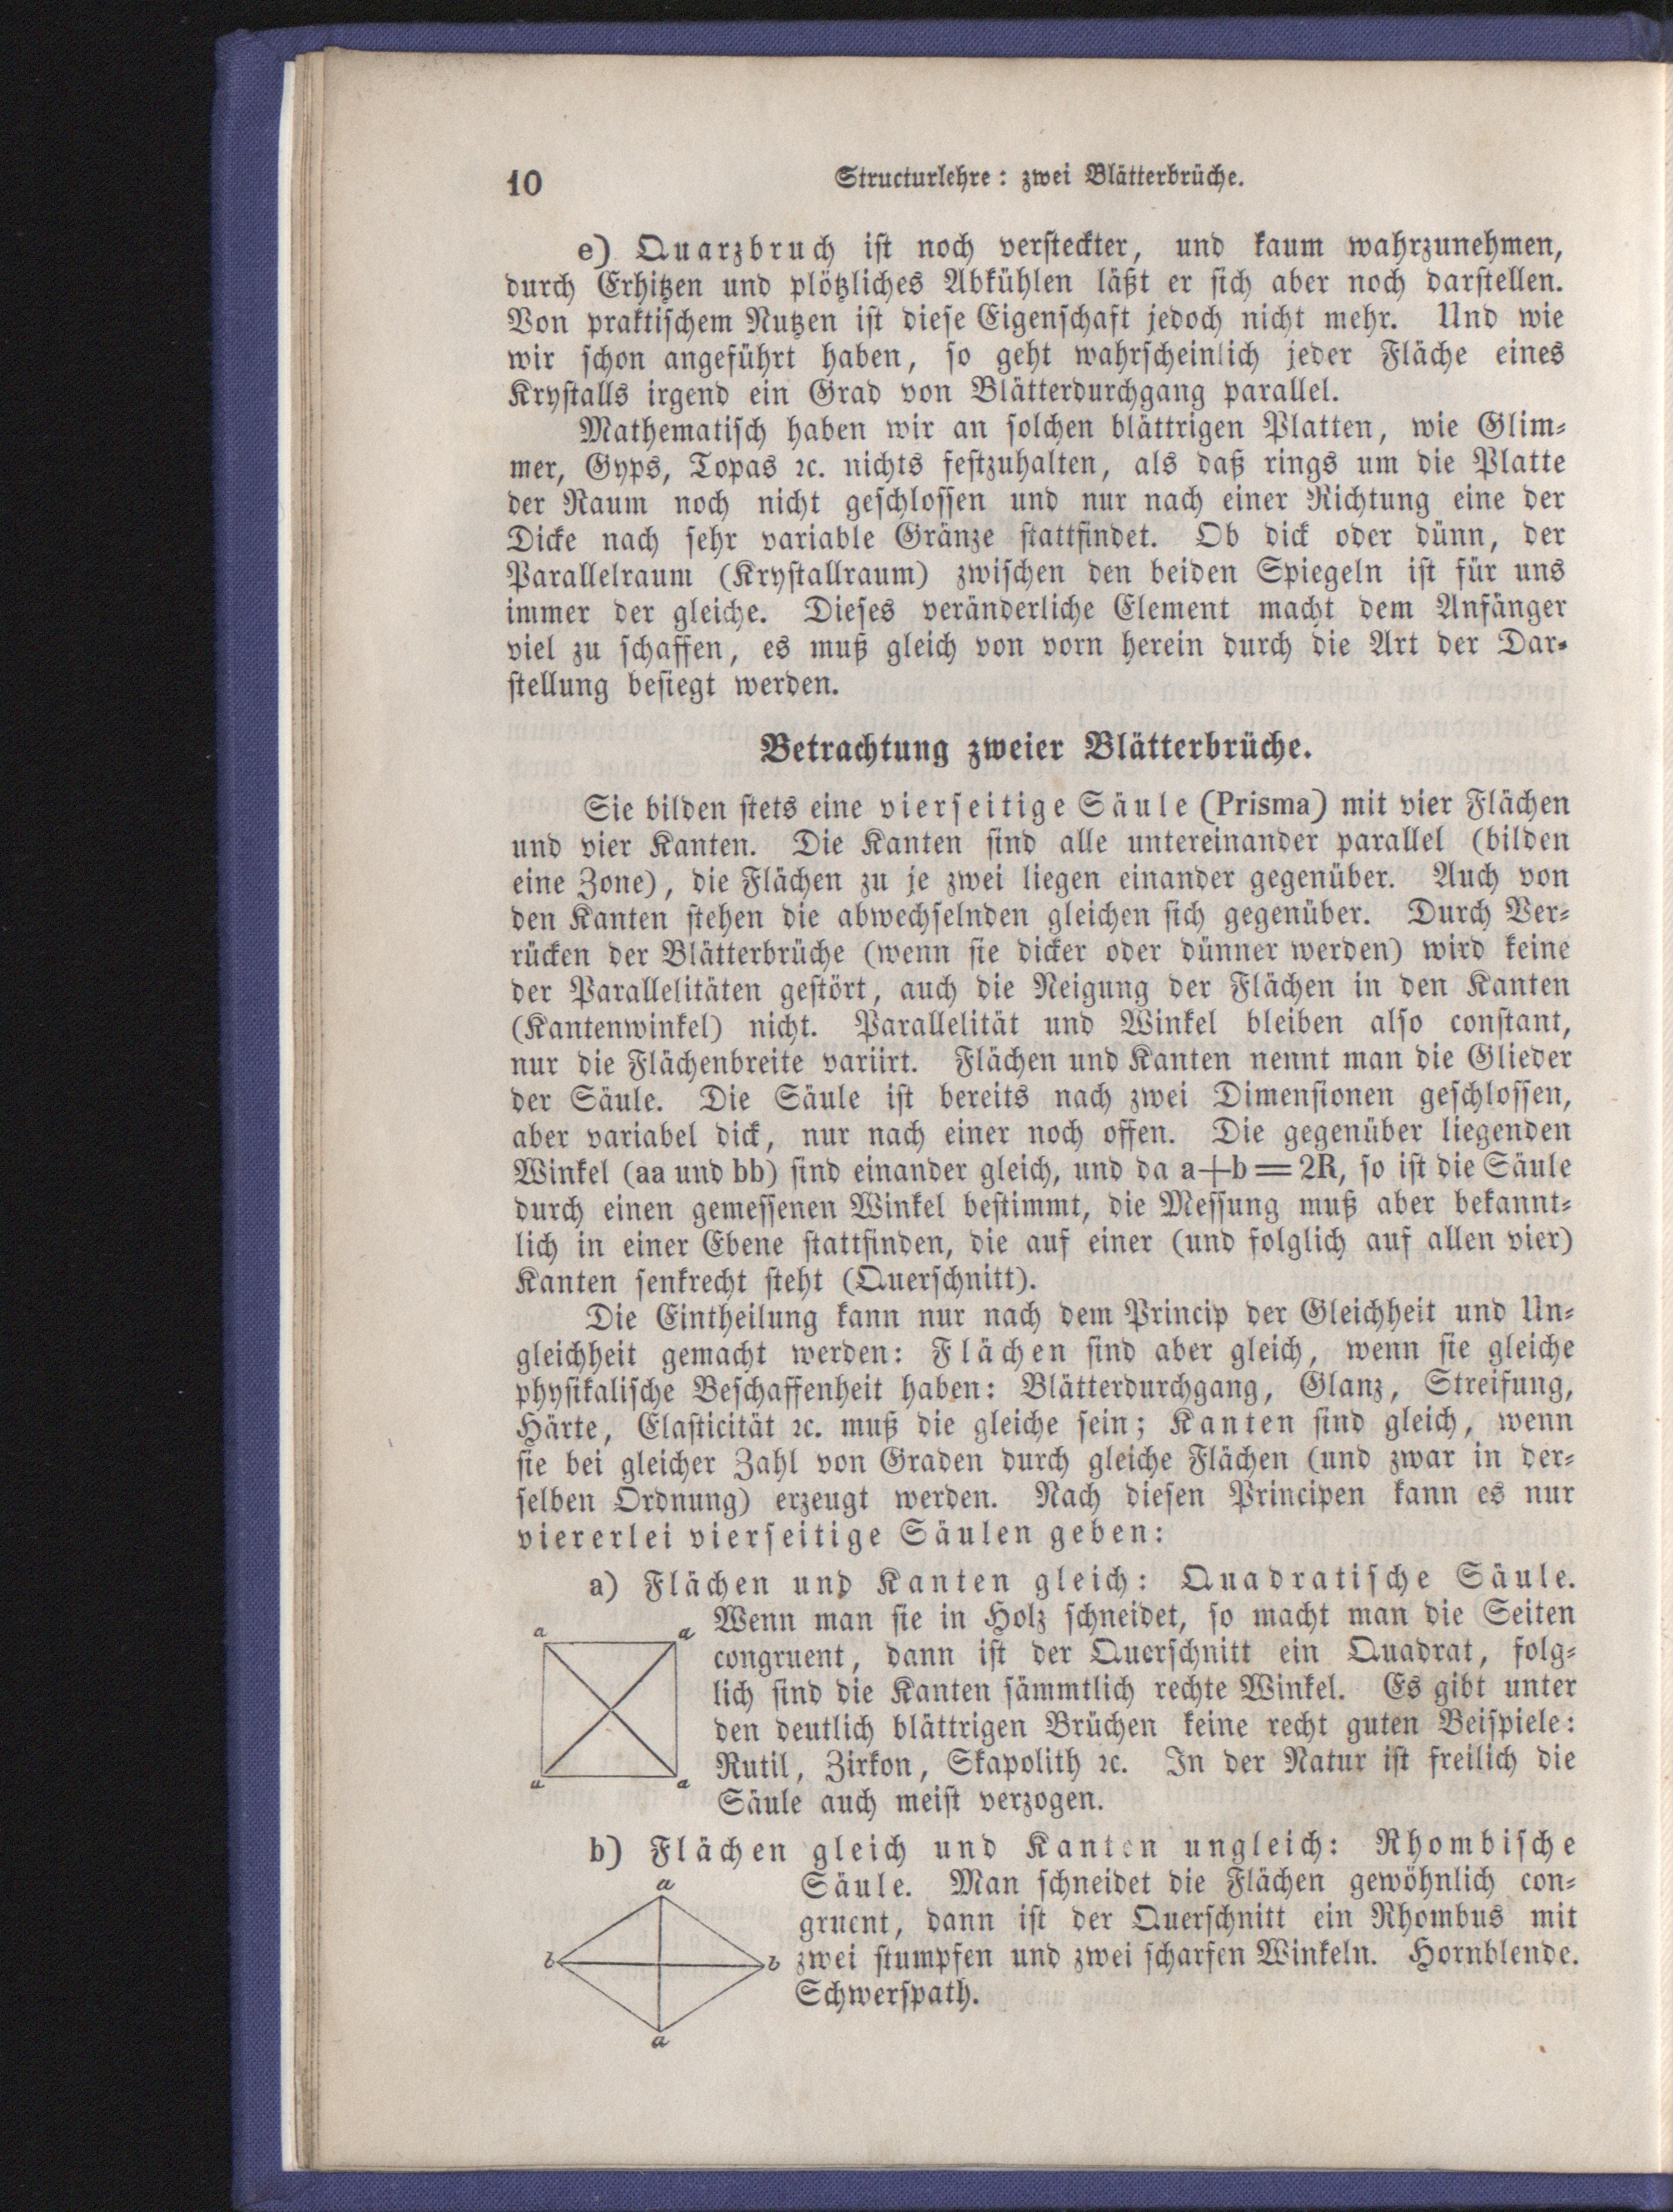 10
Structurlehre: zwei Blätterbrüche.
e) Quarzbruch ist noch versteckter, und kaum wahrzunehmen,
durch Erhitzen und plötzliches Abkühlen läßt er sich aber noch darstellen.
Von praktischem Nutzen ist diese Eigenschaft jedoch nicht mehr. Und wie
wir schon angeführt haben, so geht wahrscheinlich jeder Fläche eines
Krystalls irgend ein Grad von Blätterdurchgang parallel.
Mathematisch haben wir an solchen blättrigen Platten, wie Glim-
mer, Gyps, Topas ꝛc. nichts festzuhalten, als daß rings um die Platte
der Raum noch nicht geschlossen und nur nach einer Richtung eine der
Dicke nach sehr variable Gränze stattfindet. Ob dick oder dünn, der
Parallelraum (Krystallraum) zwischen den beiden Spiegeln ist für uns
immer der gleiche. Dieses veränderliche Element macht dem Anfänger
viel zu schaffen, es muß gleich von vorn herein durch die Art der Dar-
stellung besiegt werden.
Betrachtung zweier Blätterbrüche.
Sie bilden stets eine vierseitige Säule (Prisma) mit vier Flächen
und vier Kanten. Die Kanten sind alle untereinander parallel (bilden
eine Zone), die Flächen zu je zwei liegen einander gegenüber. Auch von
den Kanten stehen die abwechselnden gleichen sich gegenüber. Durch Ver-
rücken der Blätterbrüche (wenn sie dicker oder dünner werden) wird keine
der Parallelitäten gestört, auch die Neigung der Flächen in den Kanten
(Kantenwinkel) nicht. Parallelität und Winkel bleiben also constant,
nur die Flächenbreite variirt. Flächen und Kanten nennt man die Glieder
der Säule. Die Säule ist bereits nach zwei Dimensionen geschlossen,
aber variabel dick, nur nach einer noch offen. Die gegenüber liegenden
Winkel (aa und bb) sind einander gleich, und da a+b=2R, so ist die Säule
durch einen gemessenen Winkel bestimmt, die Messung muß aber bekannt-
lich in einer Ebene stattfinden, die auf einer (und folglich auf allen vier)
Kanten senkrecht steht (Querschnitt).
Die Eintheilung kann nur nach dem Princip der Gleichheit und Un-
gleichheit gemacht werden: Flächen sind aber gleich, wenn sie gleiche
physikalische Beschaffenheit haben: Blätterdurchgang, Glanz, Streifung,
Härte, Elasticität ꝛc. muß die gleiche sein; Kanten sind gleich, wenn
sie bei gleicher Zahl von Graden durch gleiche Flächen (und zwar in der-
selben Ordnung) erzeugt werden. Nach diesen Principen kann es nur
viererlei vierseitige Säulen geben:
a) Flächen und Kanten gleich: Quadratische Säule.
Wenn man sie in Holz schneidet, so macht man die Seiten
congruent, dann ist der Querschnitt ein Quadrat, folg-
lich sind die Kanten sämmtlich rechte Winkel. Es gibt unter
den deutlich blättrigen Brüchen keine recht guten Beispiele:
Rutil, Zirkon, Skapolith ꝛc. In der Natur ist freilich die
Säule auch meist verzogen.
a a
a a
b) Flächen gleich und Kanten ungleich: Rhombische
Säule. Man schneidet die Flächen gewöhnlich con-
gruent, dann ist der Querschnitt ein Rhombus mit
zwei stumpfen und zwei scharfen Winkeln. Hornblende.
Schwerspath.
a
b b
a